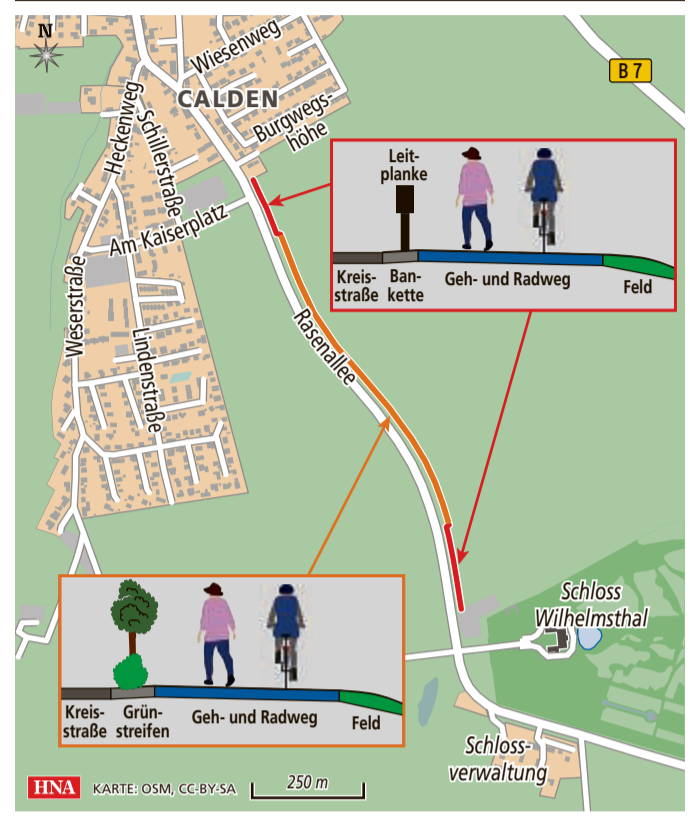 N
Wiesenweg
B 7
CALDEN
Heckenweg
Schillerstraße
Burgwegs-
höhe
Leit-
planke
Am Kaiserplatz
Kreis-
straße
Ban-
kette
Geh- und Radweg
Feld
Weserstraße
Lindenstraße
Rasenallee
Schloss
Wilhelmsthal
Kreis-
straße
Grün-
streifen
Geh- und Radweg
Feld
Schloss-
verwaltung
HNA
KARTE: OSM, CC-BY-SA
250 m